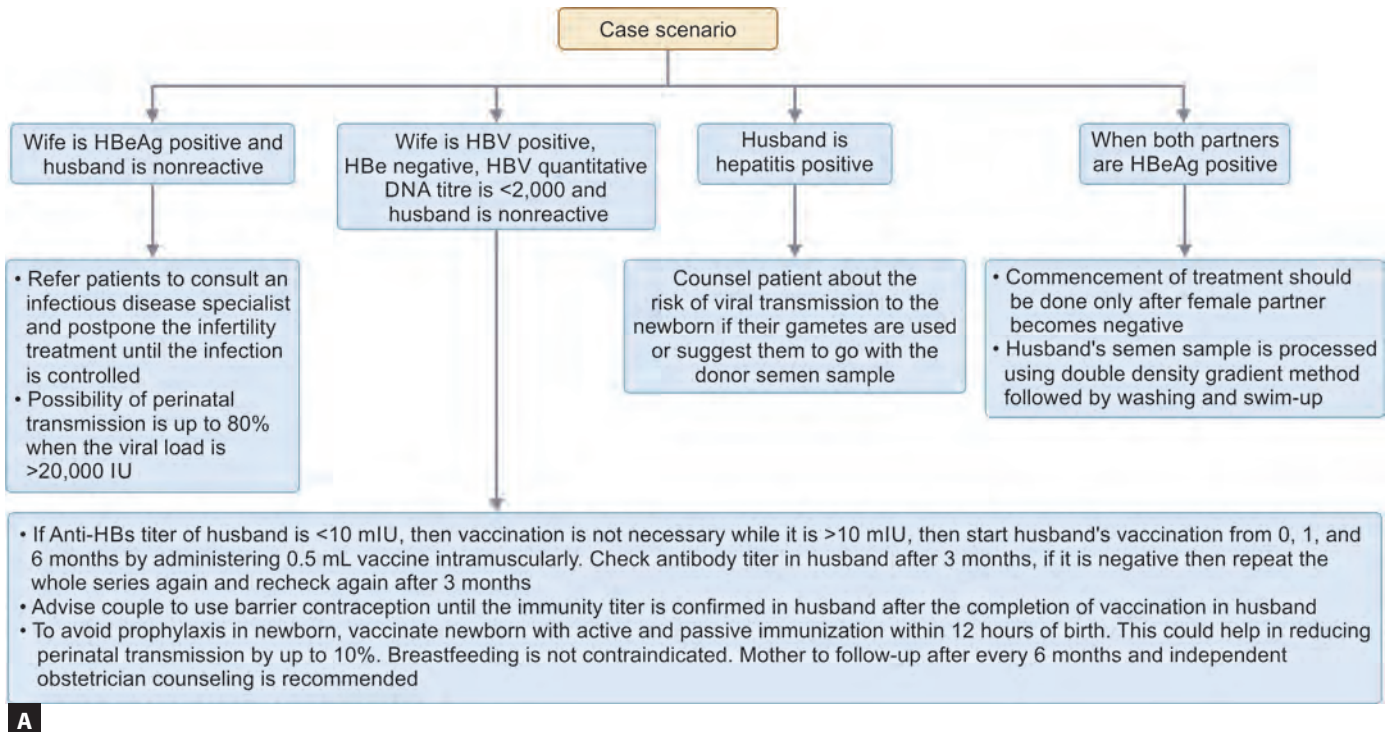 Case scenario
Wife is HBeAg positive and
husband is nonreactive
Wife is HBV positive,
HBe negative, HBV quantitative
DNA titre is <2,000 and
husband is nonreactive
Husband is
hepatitis positive
When both partners
are HBeAg positive
• Refer patients to consult an
infectious disease specialist
and postpone the infertility
treatment until the infection
is controlled
• Possibility of perinatal
transmission is up to 80%
when the viral load is
>20,000 IU
Counsel patient about the
risk of viral transmission to the
newborn if their gametes are used
or suggest them to go with the
donor semen sample
• Commencement of treatment should
be done only after female partner
becomes negative
• Husband's semen sample is processed
using double density gradient method
followed by washing and swim-up
• If Anti-HBs titer of husband is <10 mIU, then vaccination is not necessary while it is >10 mIU, then start husband's vaccination from 0, 1, and
6 months by administering 0.5 mL vaccine intramuscularly. Check antibody titer in husband after 3 months, if it is negative then repeat the
whole series again and recheck again after 3 months
• Advise couple to use barrier contraception until the immunity titer is confirmed in husband after the completion of vaccination in husband
• To avoid prophylaxis in newborn, vaccinate newborn with active and passive immunization within 12 hours of birth. This could help in reducing
perinatal transmission by up to 10%. Breastfeeding is not contraindicated. Mother to follow-up after every 6 months and independent
obstetrician counseling is recommended
A